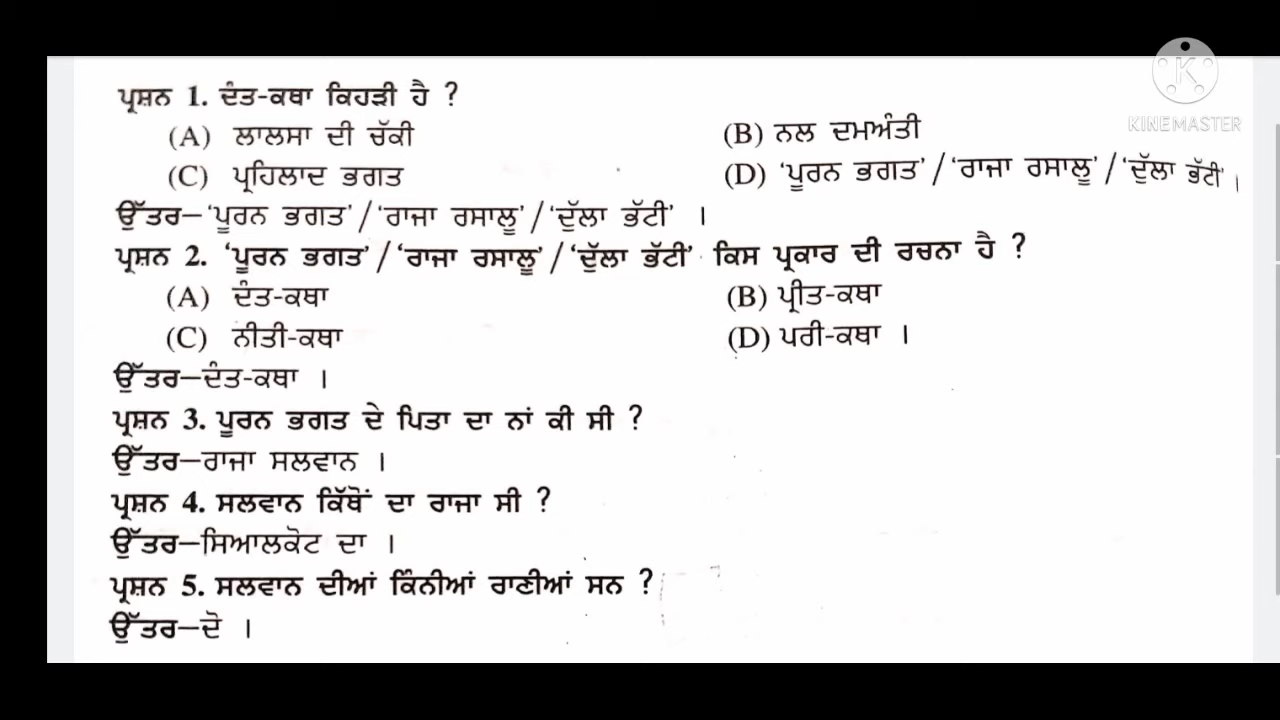 ਪ੍ਰਸ਼ਨ 1. ਦੰਤ-ਕਥਾ ਕਿਹੜੀ ਹੈ ?
(A) ਲਾਲਸਾ ਦੀ ਚੱਕੀ (B) ਨਲ ਦਮਅੰਤੀ
(C) ਪ੍ਰਹਿਲਾਦ ਭਗਤ (D) 'ਪੂਰਨ ਭਗਤ' / 'ਰਾਜਾ ਰਸਾਲੂ' / 'ਦੁੱਲਾ ਭੱਟੀ' ।
ਉੱਤਰ—'ਪੂਰਨ ਭਗਤ' / 'ਰਾਜਾ ਰਸਾਲੂ' / 'ਦੁੱਲਾ ਭੱਟੀ' ।
ਪ੍ਰਸ਼ਨ 2. 'ਪੂਰਨ ਭਗਤ' / 'ਰਾਜਾ ਰਸਾਲੂ' / 'ਦੁੱਲਾ ਭੱਟੀ' ਕਿਸ ਪ੍ਰਕਾਰ ਦੀ ਰਚਨਾ ਹੈ ?
(A) ਦੰਤ-ਕਥਾ (B) ਪ੍ਰੀਤ-ਕਥਾ
(C) ਨੀਤੀ-ਕਥਾ (D) ਪਰੀ-ਕਥਾ ।
ਉੱਤਰ—ਦੰਤ-ਕਥਾ ।
ਪ੍ਰਸ਼ਨ 3. ਪੂਰਨ ਭਗਤ ਦੇ ਪਿਤਾ ਦਾ ਨਾਂ ਕੀ ਸੀ ?
ਉੱਤਰ—ਰਾਜਾ ਸਲਵਾਨ ।
ਪ੍ਰਸ਼ਨ 4. ਸਲਵਾਨ ਕਿੱਥੋਂ ਦਾ ਰਾਜਾ ਸੀ ?
ਉੱਤਰ—ਸਿਆਲਕੋਟ ਦਾ ।
ਪ੍ਰਸ਼ਨ 5. ਸਲਵਾਨ ਦੀਆਂ ਕਿੰਨੀਆਂ ਰਾਣੀਆਂ ਸਨ ?
ਉੱਤਰ—ਦੋ ।
K
KINEMASTER